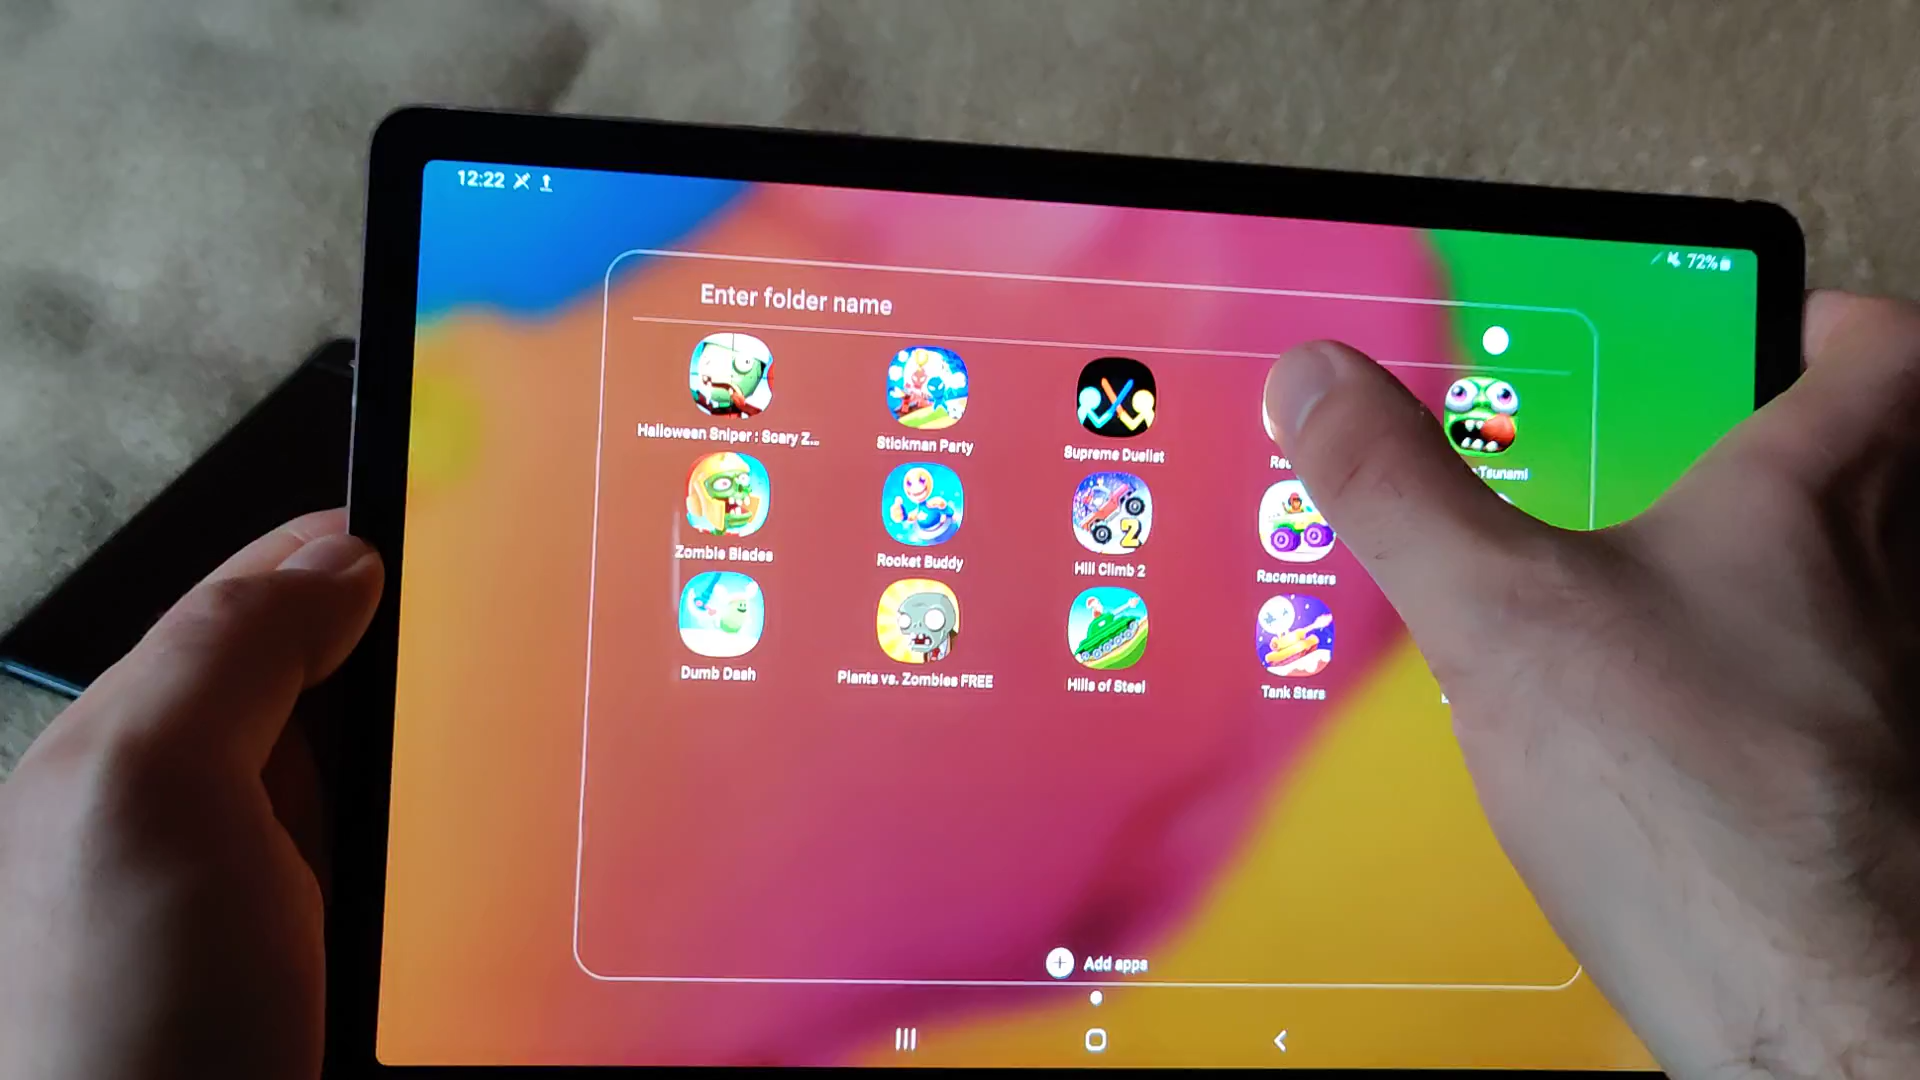 12:22
72%
Enter folder name
Halloween Sniper : Scary Z...
Stickman Party
Supreme Duelist
Tsunami
Zombie Blades
Rocket Buddy
Hill Climb 2
Racemasters
Dumb Dash
Plants vs. Zombies FREE
Hills of Steel
Tank Stars
Add apps